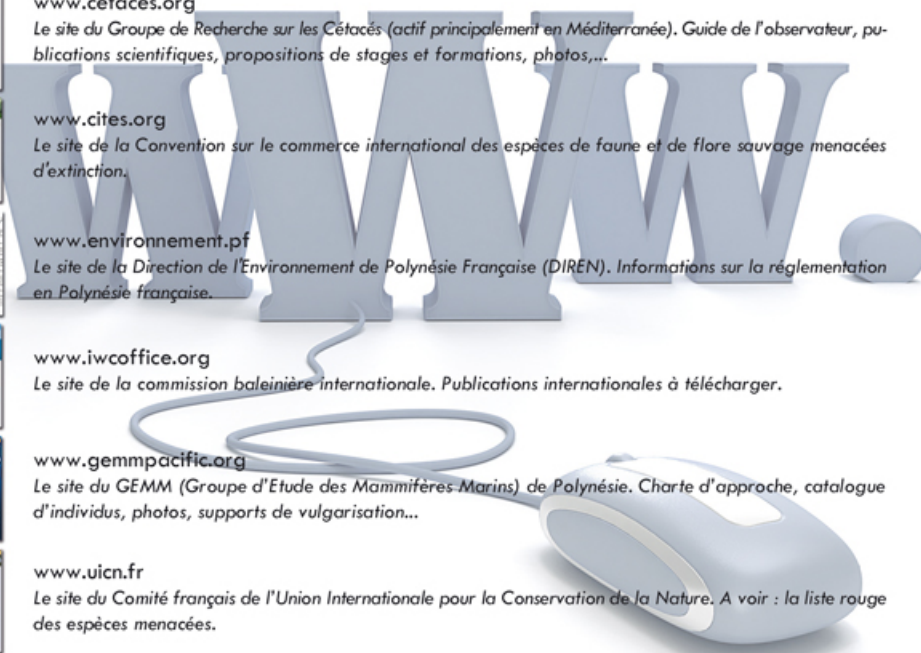 www.cetaces.org
Le site du Groupe de Recherche sur les Cétacés (actif principalement en Méditerranée). Guide de l'observateur, pu-
blications scientifiques, propositions de stages et formations, photos,...
www.cites.org
Le site de la Convention sur le commerce international des espèces de faune et de flore sauvage menacées
d'extinction.
www.environnement.pf
Le site de la Direction de l'Environnement de Polynésie Française (DIREN). Informations sur la réglementation
en Polynésie française.
www.iwcoffice.org
Le site de la commission baleinière internationale. Publications internationales à télécharger.
www.gemmpacific.org
Le site du GEMM (Groupe d'Etude des Mammifères Marins) de Polynésie. Charte d'approche, catalogue
d'individus, photos, supports de vulgarisation...
www.uicn.fr
Le site du Comité français de l'Union Internationale pour la Conservation de la Nature. A voir : la liste rouge
des espèces menacées.
WWW.